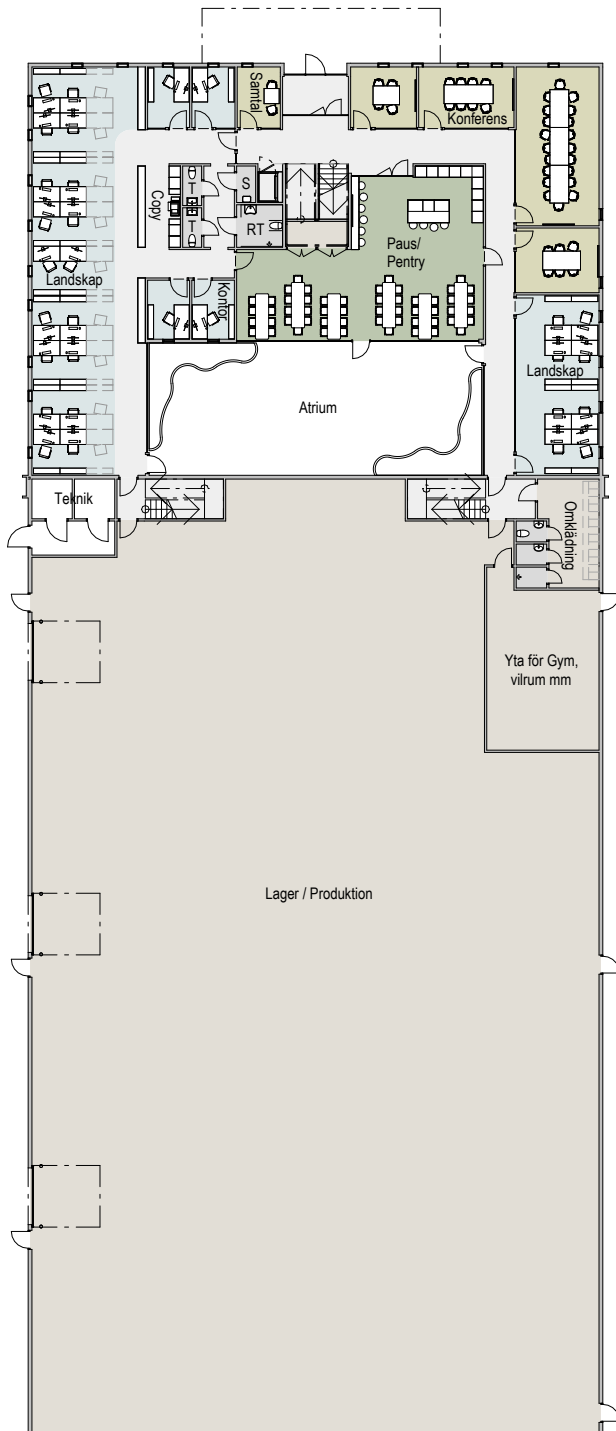 Samtal
Konferens
Copy
T
T
S
RT
Paus/
Pentry
Landskap
Kontor
Landskap
Atrium
Teknik
Omklädning
Yta för Gym,
vilrum mm
Lager / Produktion